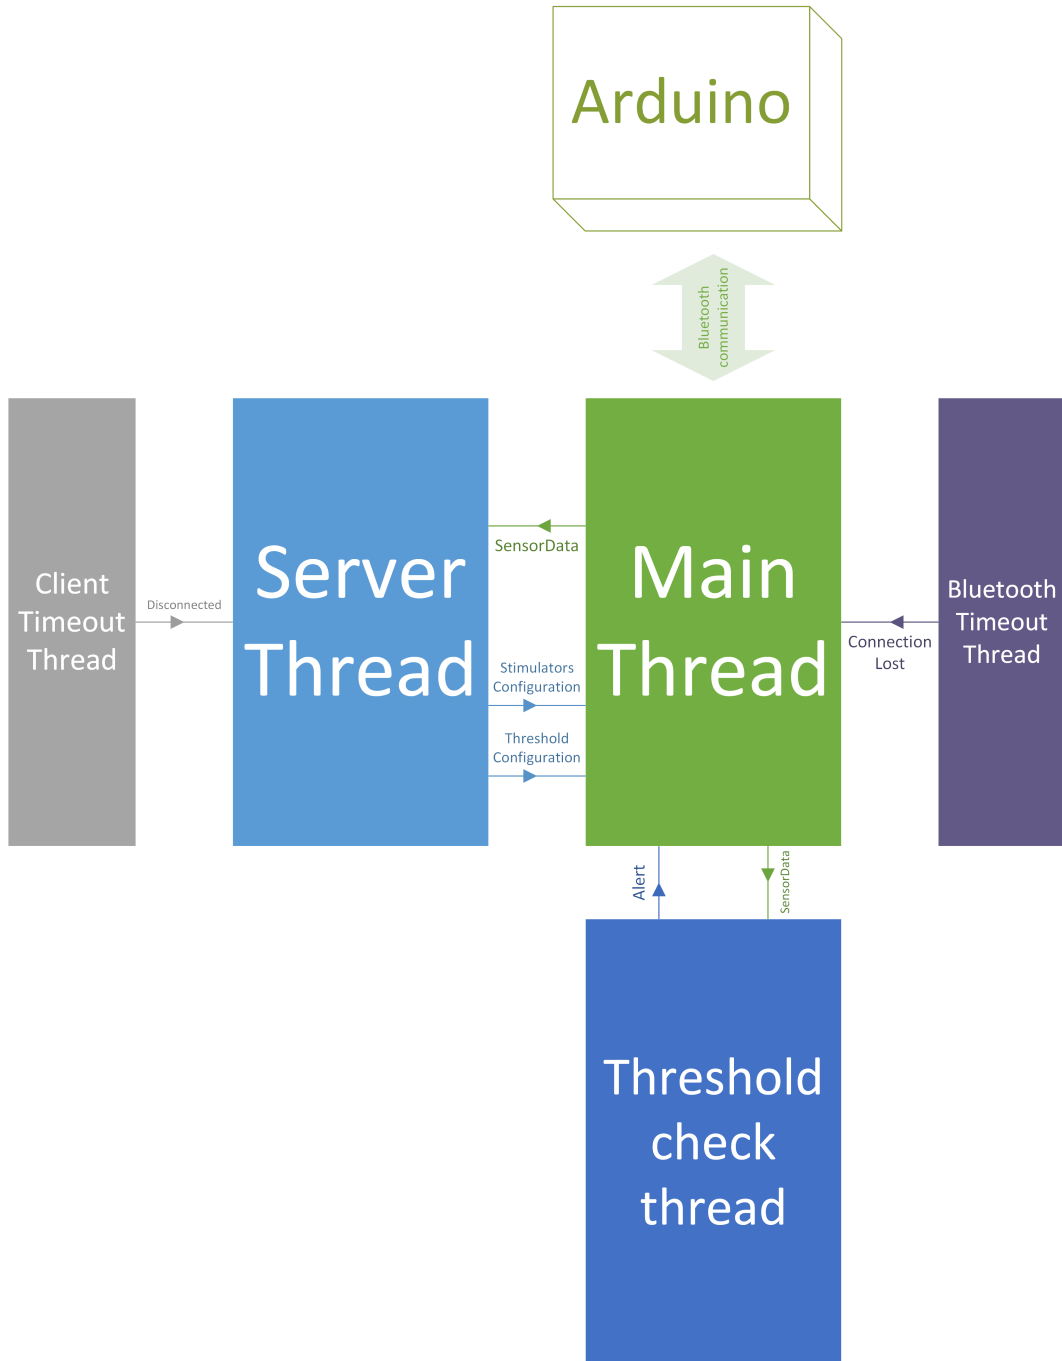 Arduino
Bluetooth
communication
Client
Timeout
Thread
Disconnected
Server
Thread
SensorData
Stimulators
Configuration
Threshold
Configuration
Main
Thread
Connection
Lost
Bluetooth
Timeout
Thread
Alert
SensorData
Threshold
check
thread